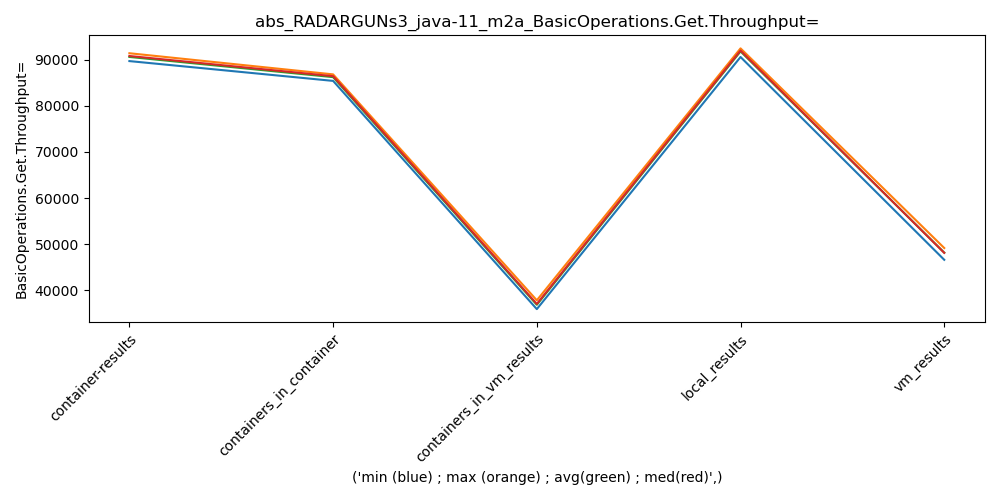 abs_RADARGUNs3_java-11_m2a_BasicOperations.Get.Throughput=
BasicOperations.Get.Throughput=
90000
80000
70000
60000
50000
40000
container-results
containers_in_container
containers_in_vm_results
local_results
vm_results
('min (blue) ; max (orange) ; avg(green) ; med(red)',)